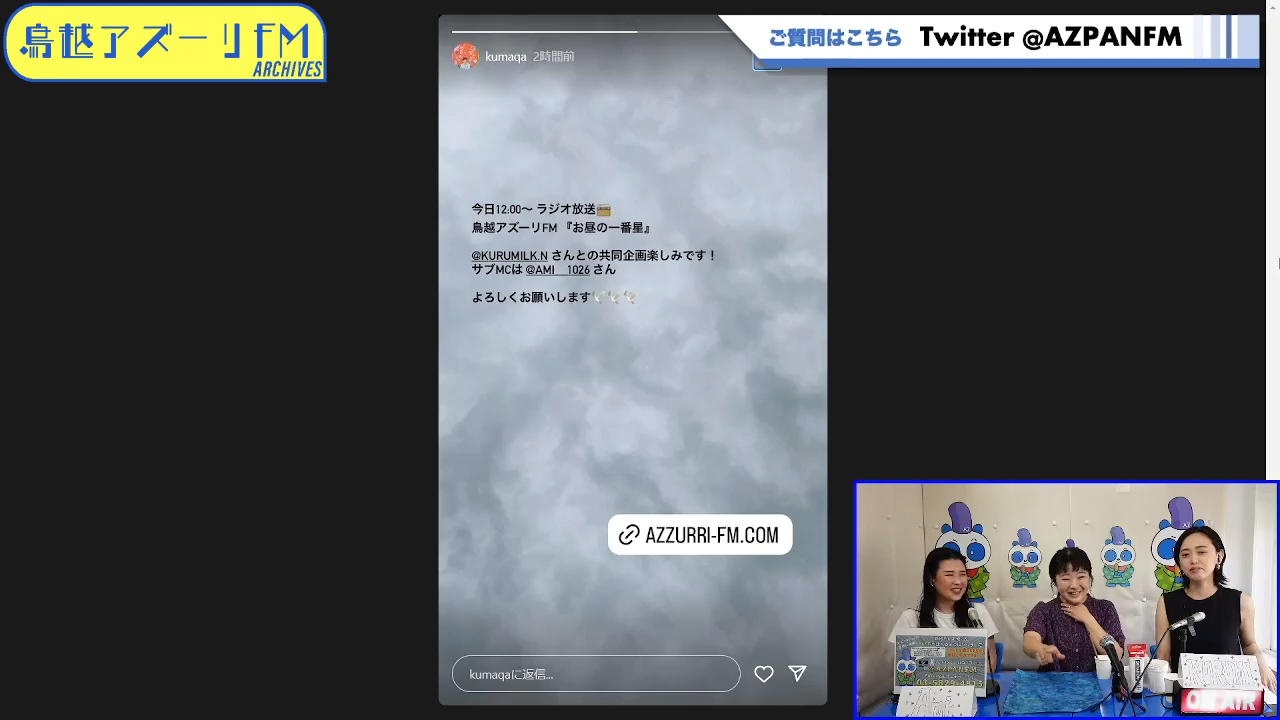 鳥越アズーリFM
ARCHIVES
kumaqa 2時間前
ご質問はこちら Twitter @AZPANFM
今日12:00〜 ラジオ放送📻
鳥越アズーリFM 『お昼の一番星』
@KURUMILK.N さんとの共同企画楽しみです！
サブMCは @AMI__1026 さん
よろしくお願いします🕊🕊🕊
AZZURRI-FM.COM
kumaqaに返信...
ON AIR